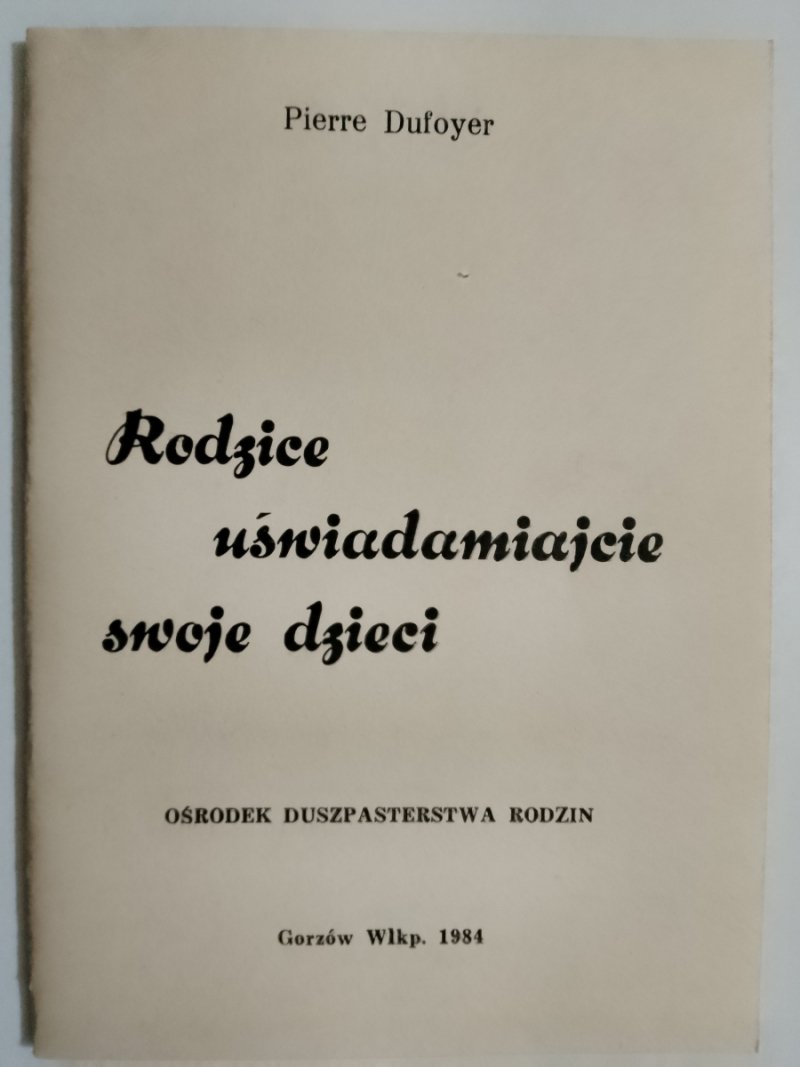 Pierre Dufoyer
Rodzice
uświadamiajcie
swoje dzieci
OŚRODEK DUSZPASTERSTWA RODZIN
Gorzów Wlkp. 1984